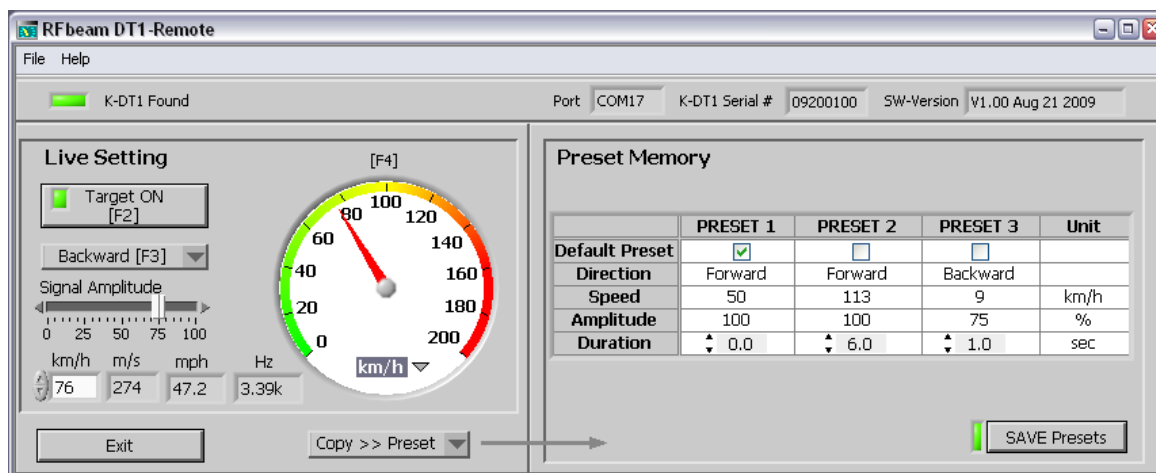 RFbeam DT1-Remote
File Help
K-DT1 Found
Port COM17 K-DT1 Serial # 09200100 SW-Version V1.00 Aug 21 2009
Live Setting
Target ON
[F2]
Backward [F3]
Signal Amplitude
0 25 50 75 100
km/h m/s mph Hz
76 274 47.2 3.39k
[F4]
0 20 40 60 80 100 120 140 160 180 200
km/h
Exit
Copy >> Preset
Preset Memory
PRESET 1 PRESET 2 PRESET 3 Unit
Default Preset
Direction Forward Forward Backward
Speed 50 113 9 km/h
Amplitude 100 100 75 %
Duration 0.0 6.0 1.0 sec
SAVE Presets